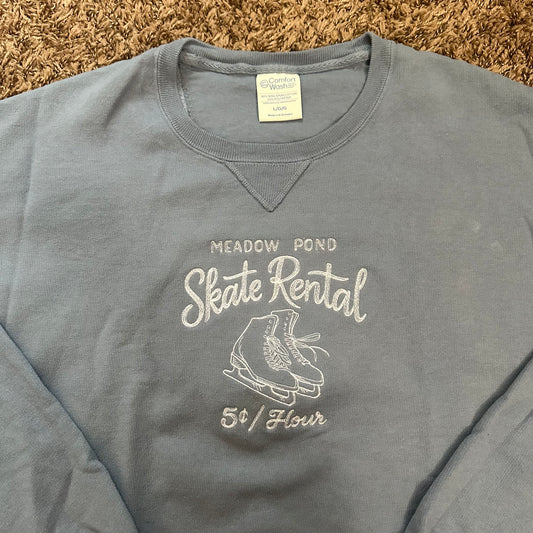 Comfort
Wash
L/G/G
MEADOW POND
Skate Rental
5¢/Hour